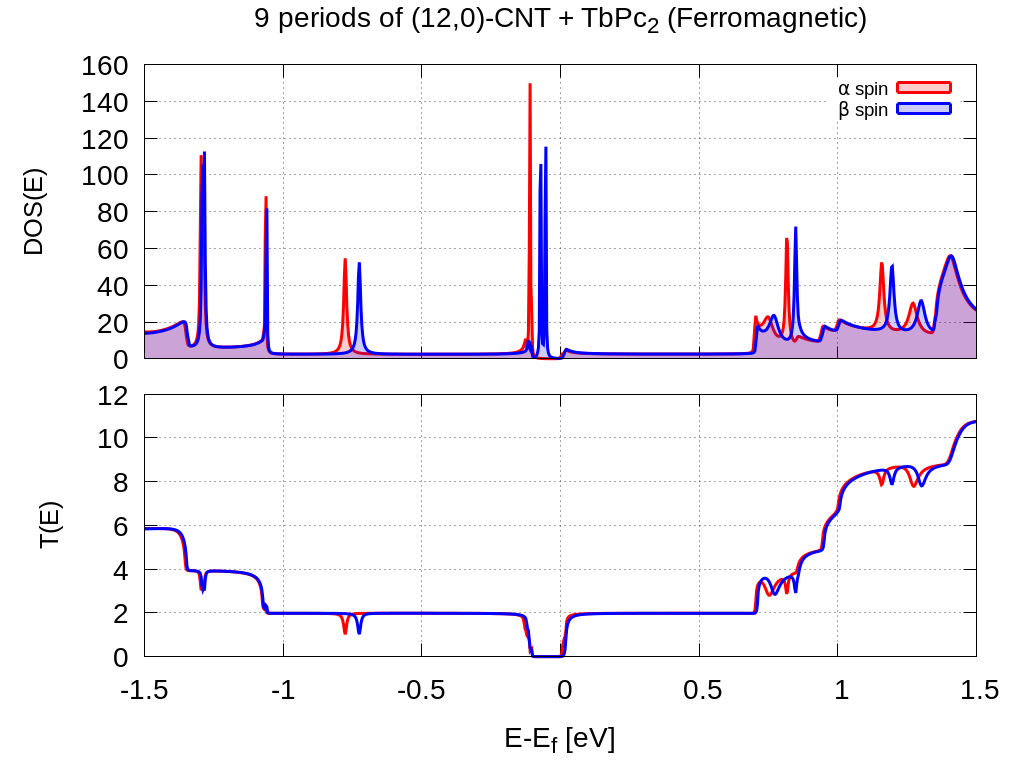 9 periods of (12,0)-CNT + TbPc2 (Ferromagnetic)
160
140
120
100
80
60
40
20
0
DOS(E)
α spin
β spin
12
10
8
6
4
2
0
T(E)
-1.5 -1 -0.5 0 0.5 1 1.5
E-Ef [eV]